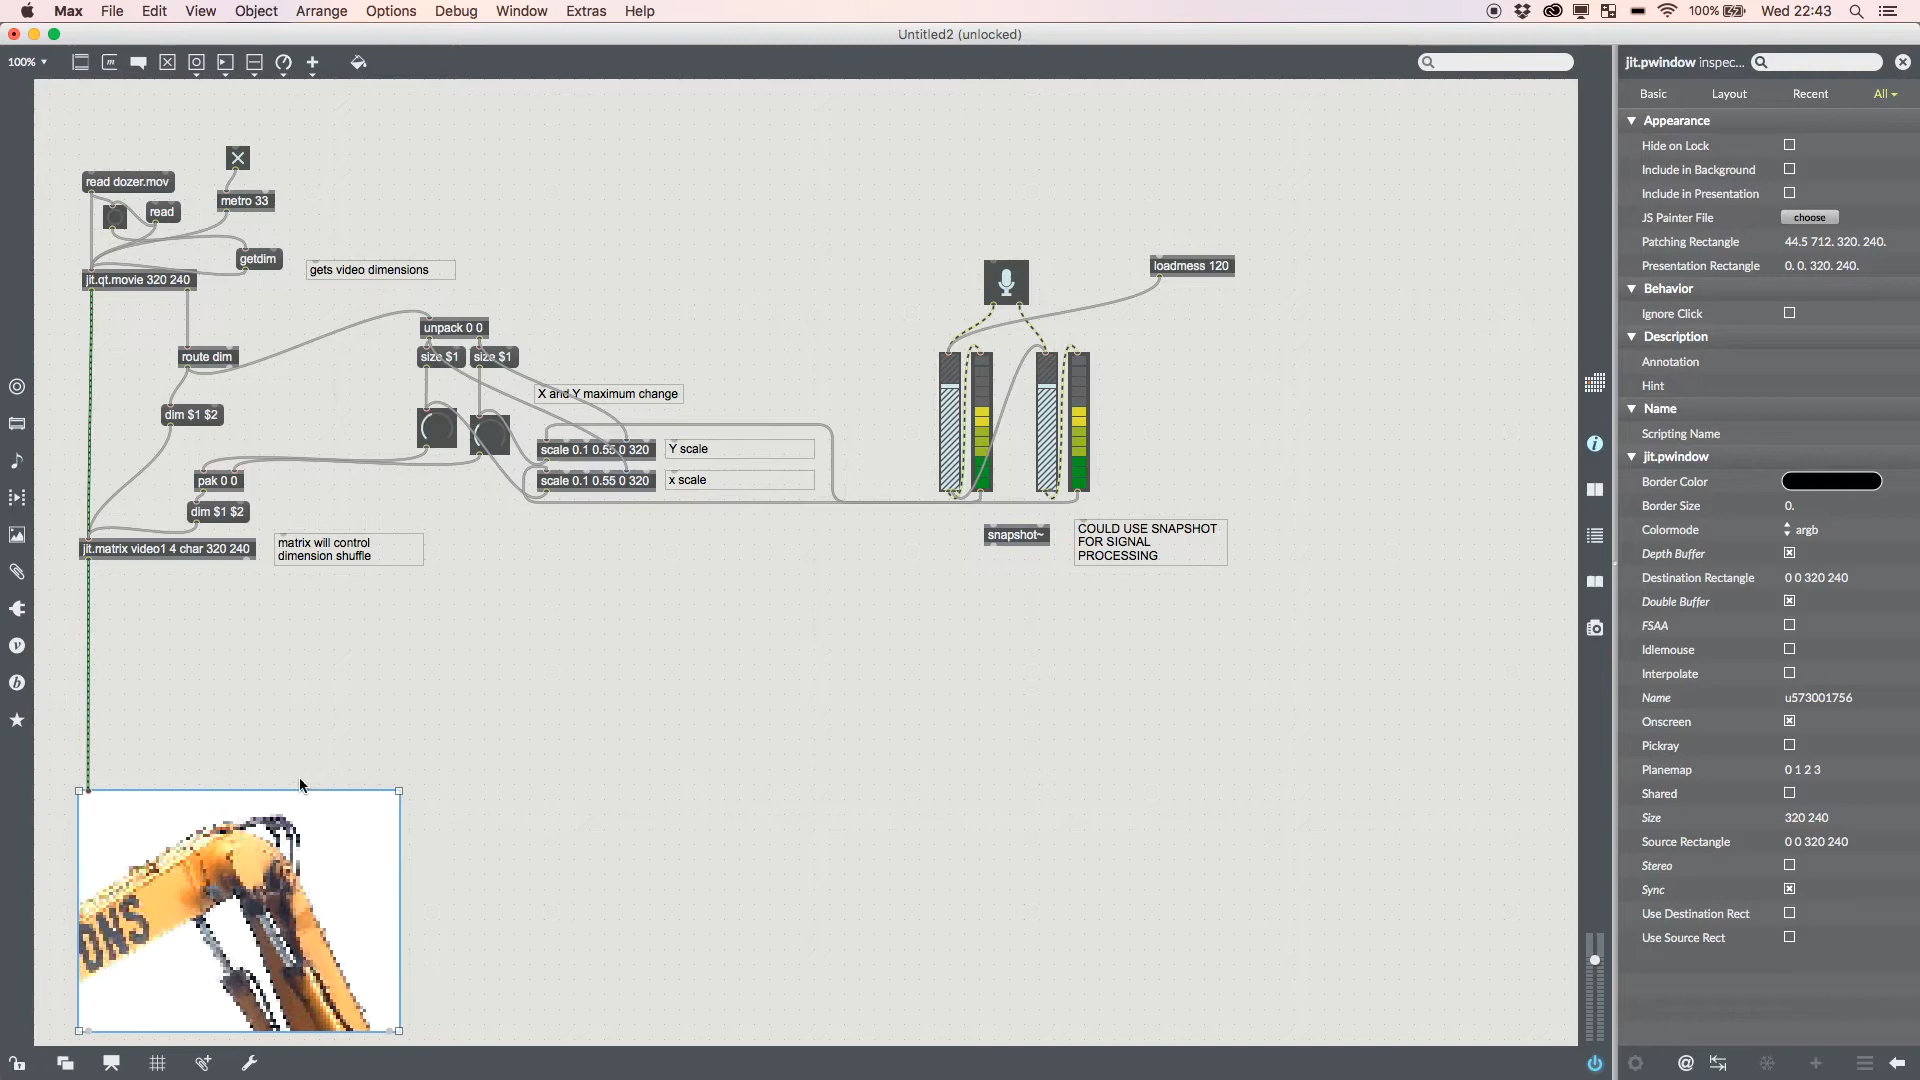 Max File Edit View Object Arrange Options Debug Window Extras Help
100% Wed 22:43
Untitled2 (unlocked)
100%
jit.pwindow inspec...
Basic Layout Recent All
Appearance
Hide on Lock
Include in Background
Include in Presentation
JS Painter File choose
Patching Rectangle 44.5 712. 320. 240.
Presentation Rectangle 0. 0. 320. 240.
Behavior
Ignore Click
Description
Annotation
Hint
Name
Scripting Name
jit.pwindow
Border Color
Border Size 0.
Colormode argb
Depth Buffer
Destination Rectangle 0 0 320 240
Double Buffer
FSAA
Idlemouse
Interpolate
Name u573001756
Onscreen
Pickray
Planemap 0 1 2 3
Shared
Size 320 240
Source Rectangle 0 0 320 240
Stereo
Sync
Use Destination Rect
Use Source Rect
read dozer.mov
metro 33
read
getdim
gets video dimensions
jit.qt.movie 320 240
unpack 0 0
route dim
size $1 size $1
X and Y maximum change
dim $1 $2
scale 0.1 0.55 0 320 Y scale
scale 0.1 0.55 0 320 x scale
pak 0 0
dim $1 $2
jit.matrix video1 4 char 320 240
matrix will control
dimension shuffle
loadmess 120
snapshot~
COULD USE SNAPSHOT
FOR SIGNAL
PROCESSING
ONS